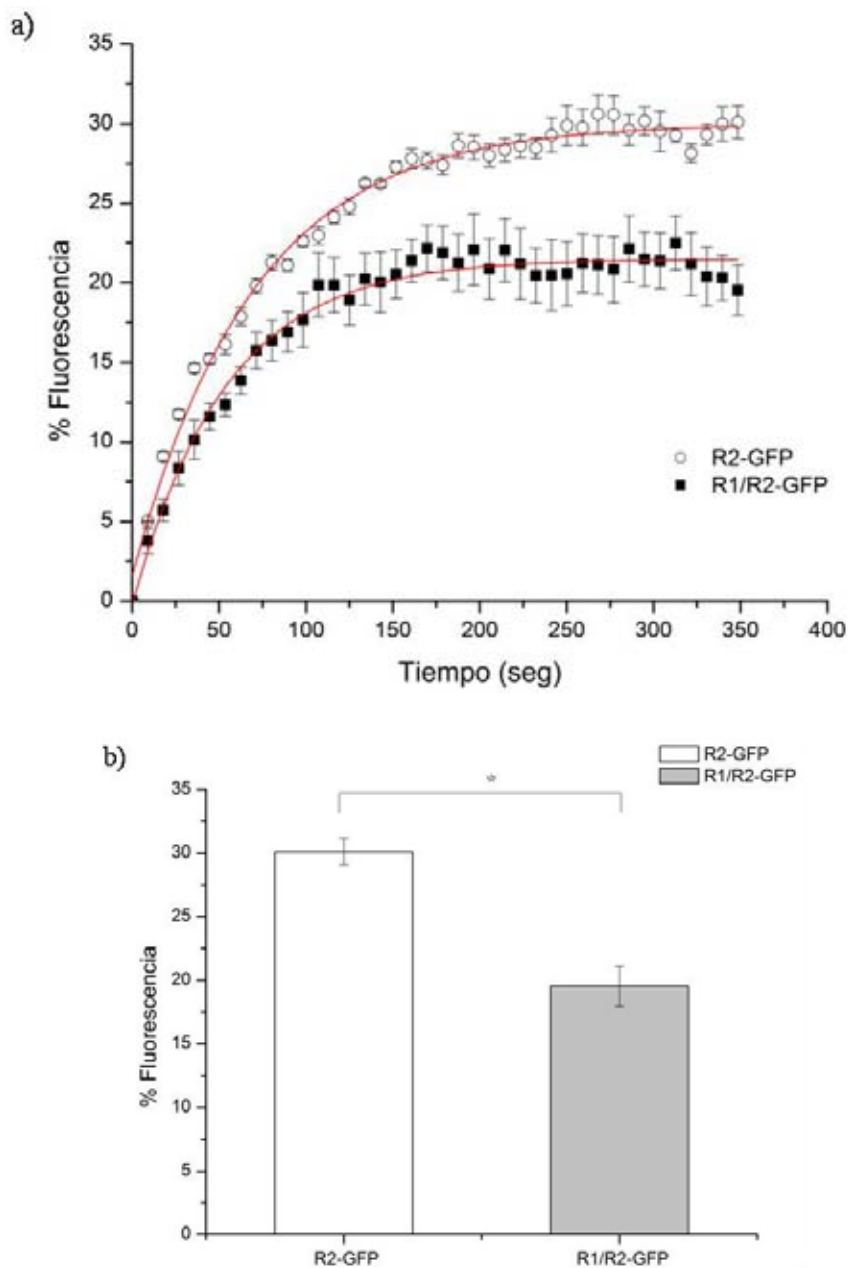 a)
35
30
25
20
15
10
5
0
% Fluorescencia
R2-GFP
R1/R2-GFP
0 50 100 150 200 250 300 350 400
Tiempo (seg)
b)
R2-GFP
R1/R2-GFP
*
35
30
25
20
15
10
5
0
% Fluorescencia
R2-GFP R1/R2-GFP